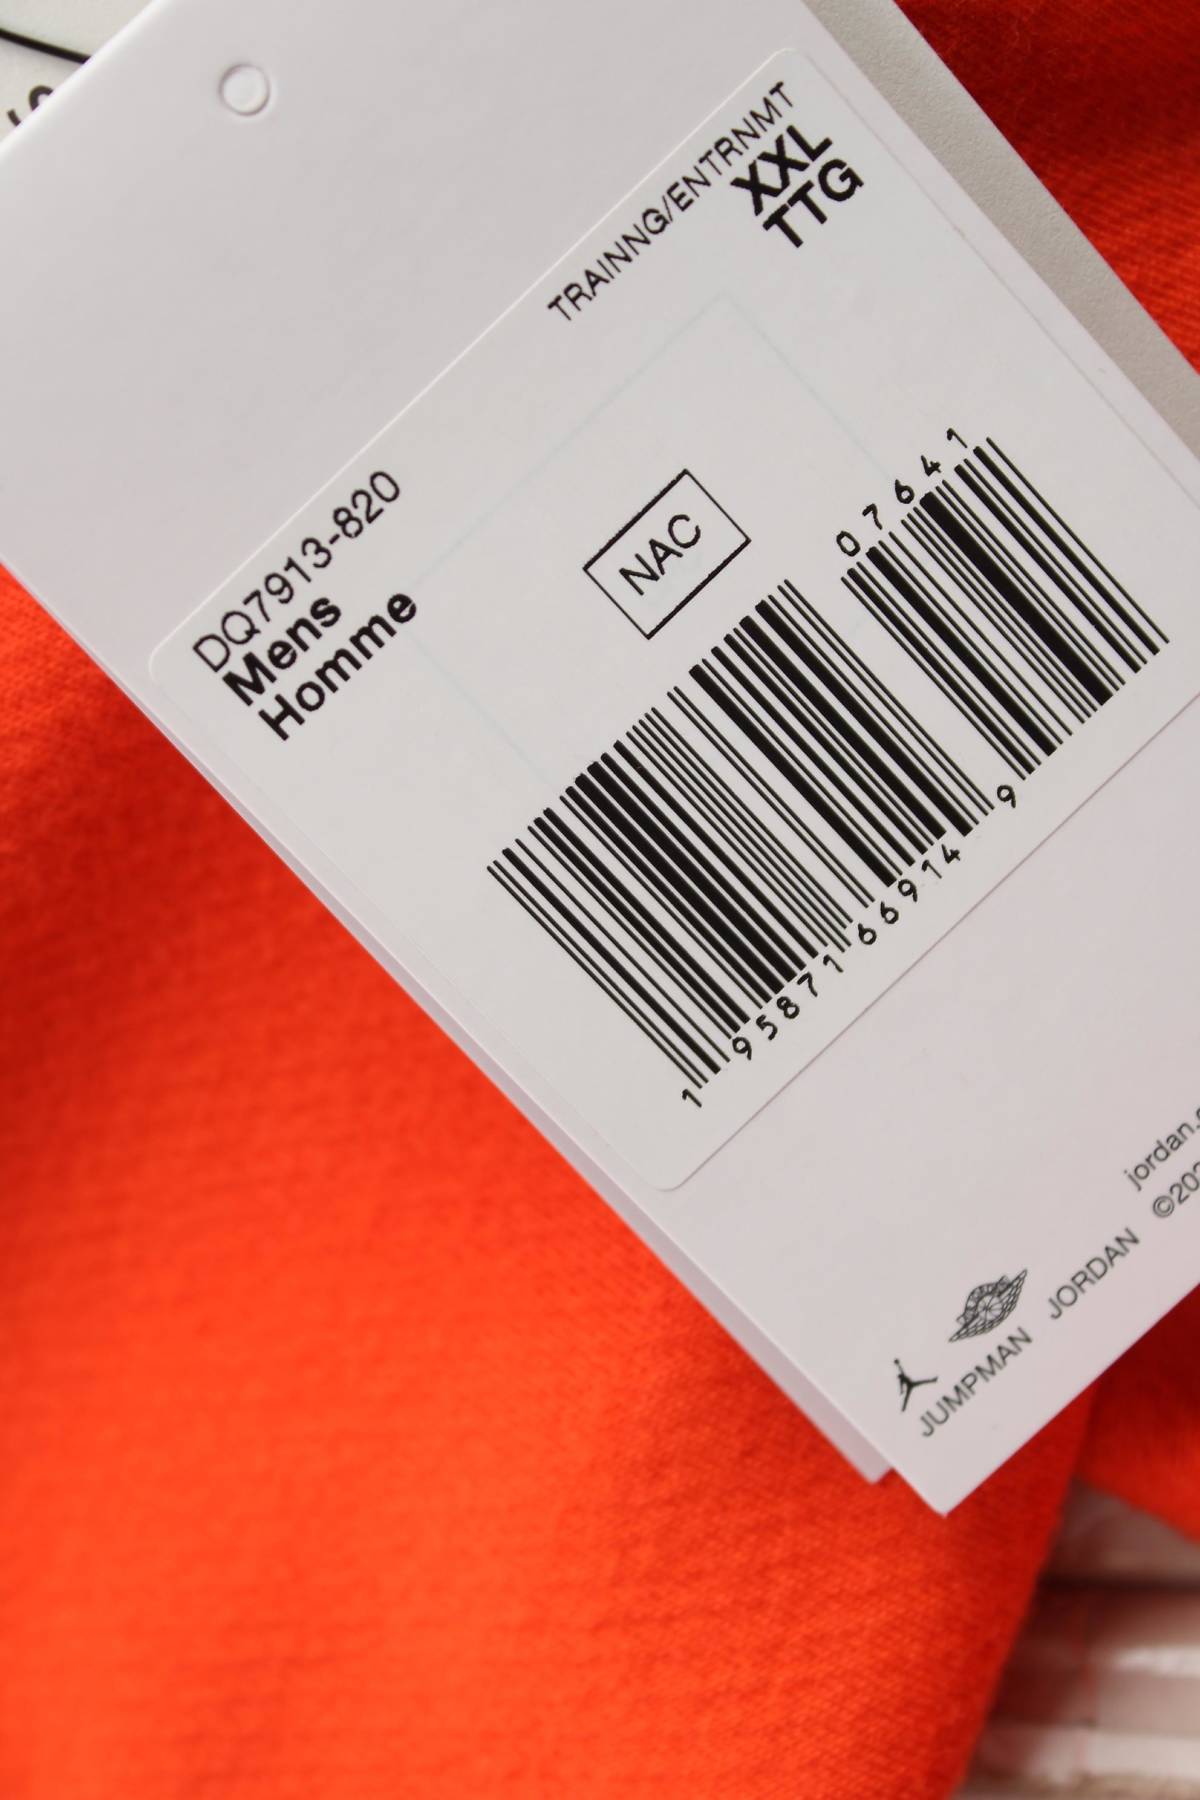 TRAINNG/ENTRNMT
DQ7913-820
XXL
Mens
TTG
Homme
NAC
07641
1 95871 66914 9
JUMPMAN
JORDAN